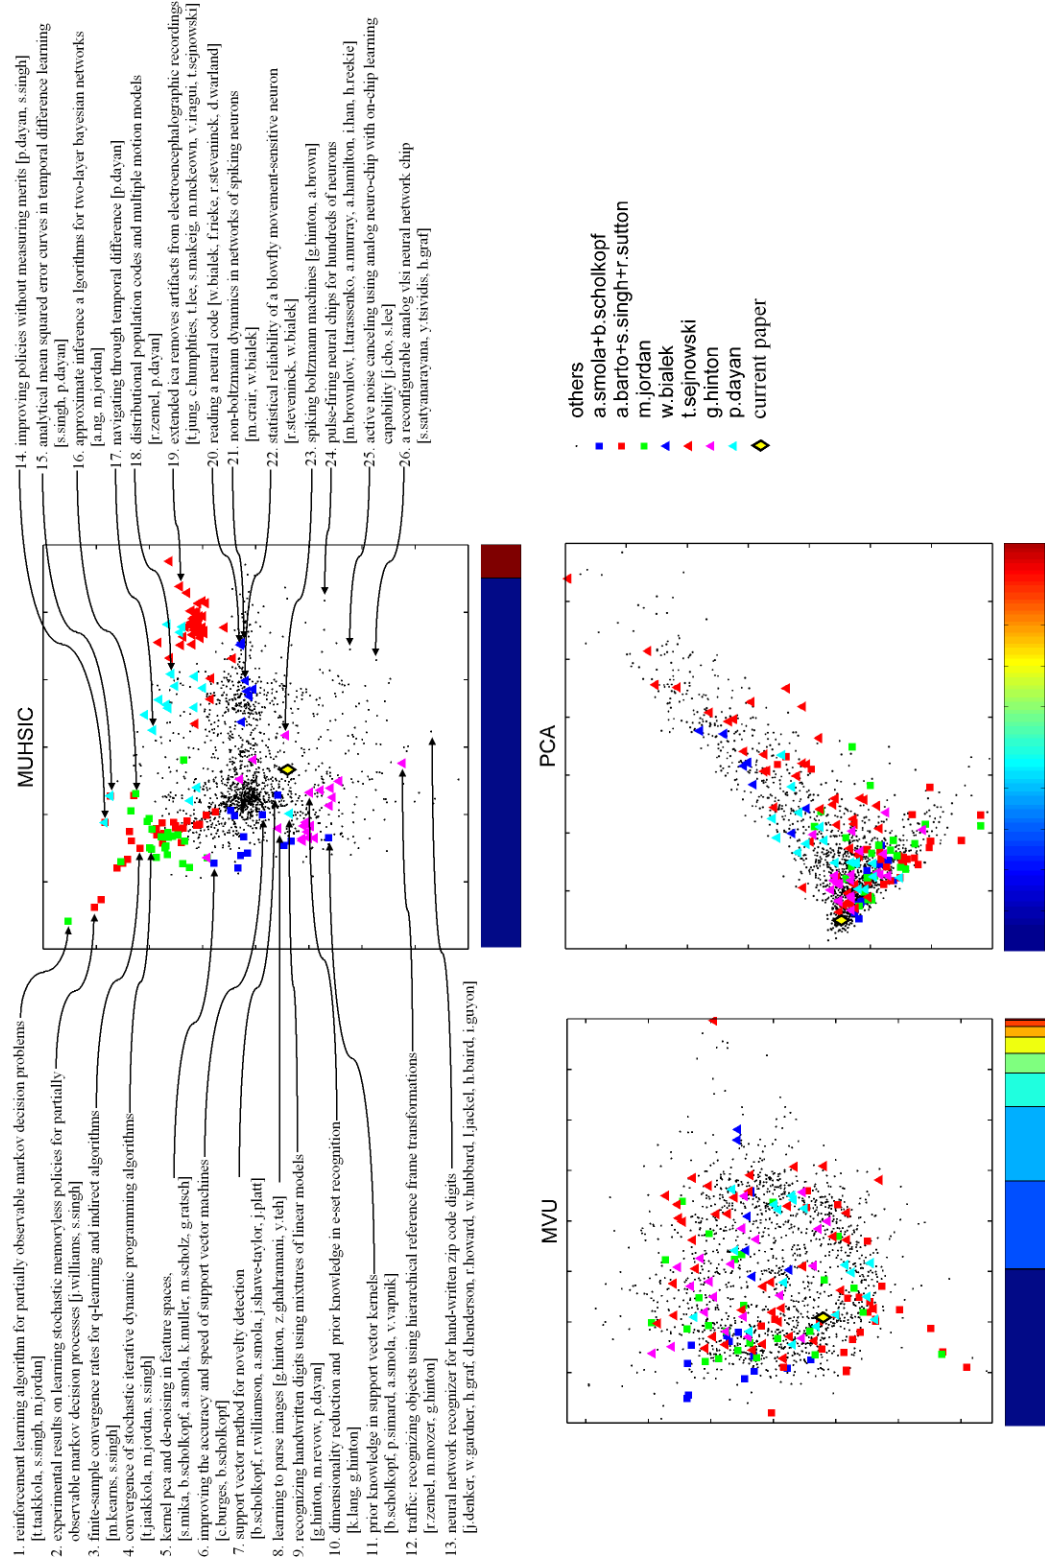 1. reinforcement learning algorithm for partially observable markov decision problems
[t.taakkola, s.singh, m.jordan]
2. experimental results on learning stochastic memoryless policies for partially
observable markov decision processes [j.williams, s.singh]
3. finite-sample convergence rates for q-learning and indirect algorithms
[m.kearns, s.singh]
4. convergence of stochastic iterative dynamic programming algorithms
[t.jaakkola, m.jordan, s.singh]
5. kernel pca and de-noising in feature spaces.
[s.mika, b.scholkopf, a.smola, k.muller, m.scholz, g.ratsch]
6. improving the accuracy and speed of support vector machines
[c.burges, b.scholkopf]
7. support vector method for novelty detection
[b.scholkopf, r.williamson, a.smola, j.shawe-taylor, j.platt]
8. learning to parse images [g.hinton, z.ghahramani, y.teh]
9. recognizing handwritten digits using mixtures of linear models
[g.hinton, m.revow, p.dayan]
10. dimensionality reduction and prior knowledge in e-set recognition
[k.lang, g.hinton]
11. prior knowledge in support vector kernels
[b.scholkopf, p.simard, a.smola, v.vapnik]
12. traffic: recognizing objects using hierarchical reference frame transformations
[r.zemel, m.mozer, g.hinton]
13. neural network recognizer for hand-written zip code digits
[j.denker, w.gardner, h.graf, d.henderson, r.howard, w.hubbard, l.jackel, h.baird, i.guyon]
MUHSIC
14. improving policies without measuring merits [p.dayan, s.singh]
15. analytical mean squared error curves in temporal difference learning
[s.singh, p.dayan]
16. approximate inference a lgorithms for two-layer bayesian networks
[a.ng, m.jordan]
17. navigating through temporal difference [p.dayan]
18. distributional population codes and multiple motion models
[r.zemel, p.dayan]
19. extended ica removes artifacts from electroencephalographic recordings
[t.jung, c.humphties, t.lee, s.makeig, m.mckeown, v.iragui, t.sejnowski]
20. reading a neural code [w.bialek, f.rieke, r.steveninck, d.warland]
21. non-boltzmann dynamics in networks of spiking neurons
[m.crair, w.bialek]
22. statistical reliability of a blowfly movement-sensitive neuron
[r.steveninck, w.bialek]
23. spiking boltzmann machines [g.hinton, a.brown]
24. pulse-firing neural chips for hundreds of neurons
[m.brownlow, l.tarassenko, a.murray, a.hamilton, i.han, h.reekie]
25. active noise canceling using analog neuro-chip with on-chip learning
capability [j.cho, s.lee]
26. a reconfigurable analog vlsi neural network chip
[s.satyanarayana, y.tsividis, h.graf]
MVU
PCA
others
a.smola+b.scholkopf
a.barto+s.singh+r.sutton
m.jordan
w.bialek
t.sejnowski
g.hinton
p.dayan
current paper